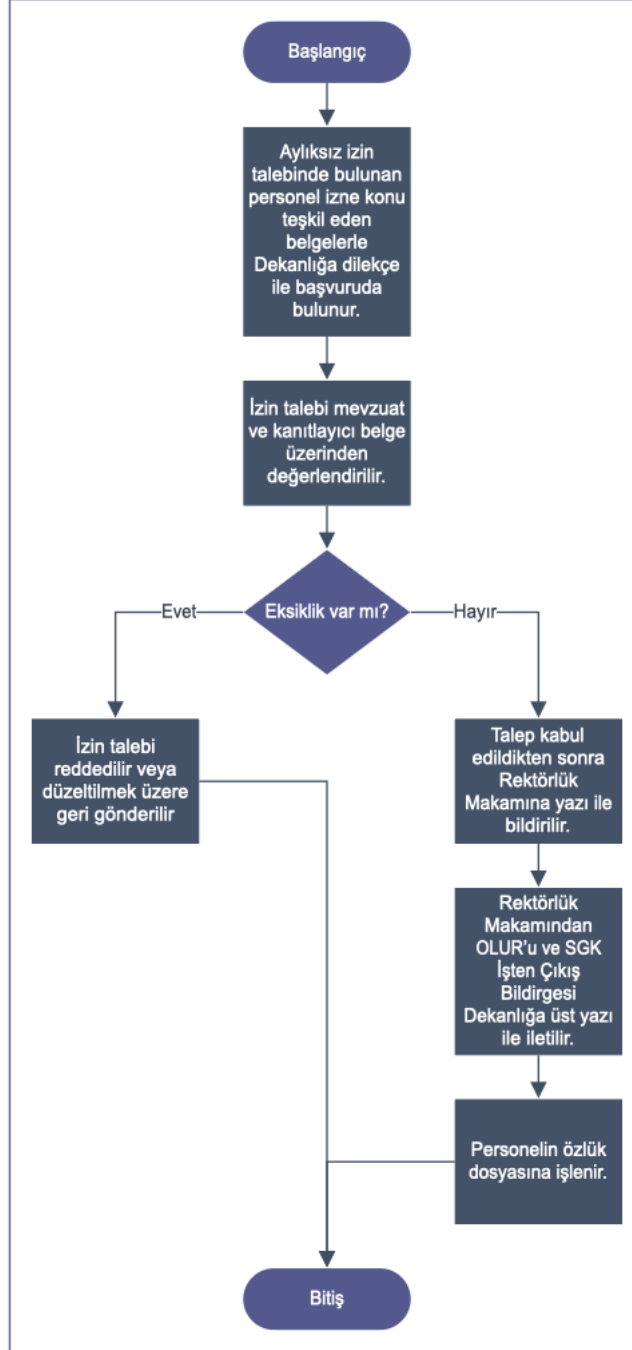 Başlangıç
Aylıksız izin
talebinde bulunan
personel izne konu
teşkil eden
belgelerle
Dekanlığa dilekçe
ile başvuruda
bulunur.
İzin talebi mevzuat
ve kanıtlayıcı belge
üzerinden
değerlendirilir.
Eksiklik var mı?
Evet
Hayır
İzin talebi
reddedilir veya
düzeltilmek üzere
geri gönderilir
Talep kabul
edildikten sonra
Rektörlük
Makamına yazı ile
bildirilir.
Rektörlük
Makamından
OLUR’u ve SGK
İşten Çıkış
Bildirgesi
Dekanlığa üst yazı
ile iletilir.
Personelin özlük
dosyasına işlenir.
Bitiş